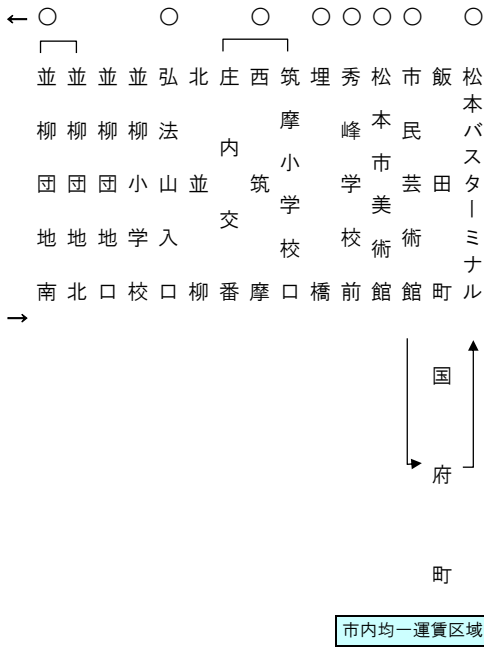 松本バスターミナル
飯田町
市民芸術館
松本市美術館
秀峰学校前
埋橋
筑摩小学校口
西筑摩
庄内交番
北並柳
弘法山入口
並柳小学校
並柳団地口
並柳団地北
並柳団地南
国府町
市内均一運賃区域